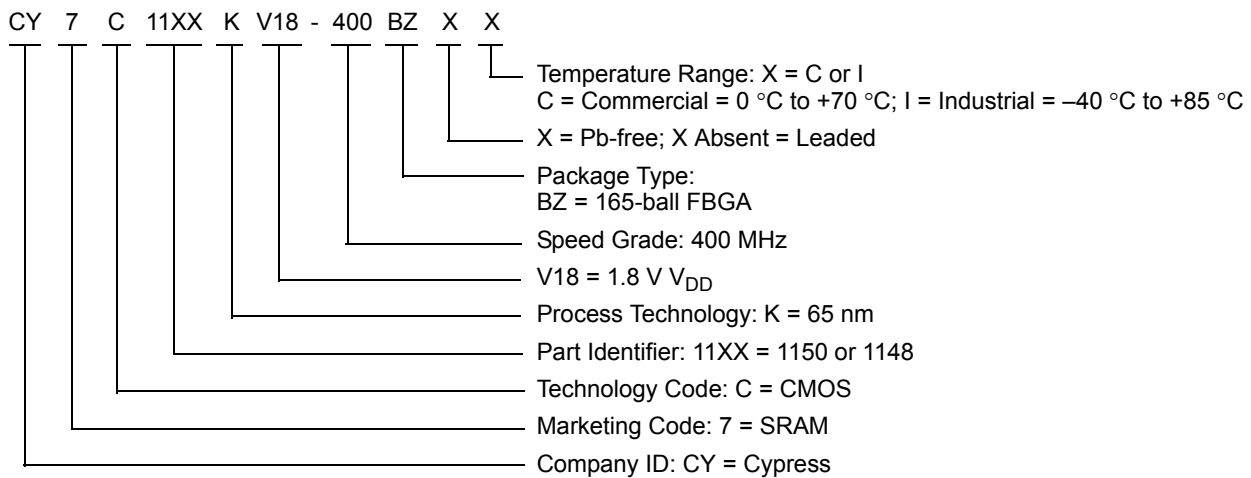 CY 7 C 11XX K V18 - 400 BZ X X
Temperature Range: X = C or I
C = Commercial = 0 °C to +70 °C; I = Industrial = –40 °C to +85 °C
X = Pb-free; X Absent = Leaded
Package Type:
BZ = 165-ball FBGA
Speed Grade: 400 MHz
V18 = 1.8 V VDD
Process Technology: K = 65 nm
Part Identifier: 11XX = 1150 or 1148
Technology Code: C = CMOS
Marketing Code: 7 = SRAM
Company ID: CY = Cypress